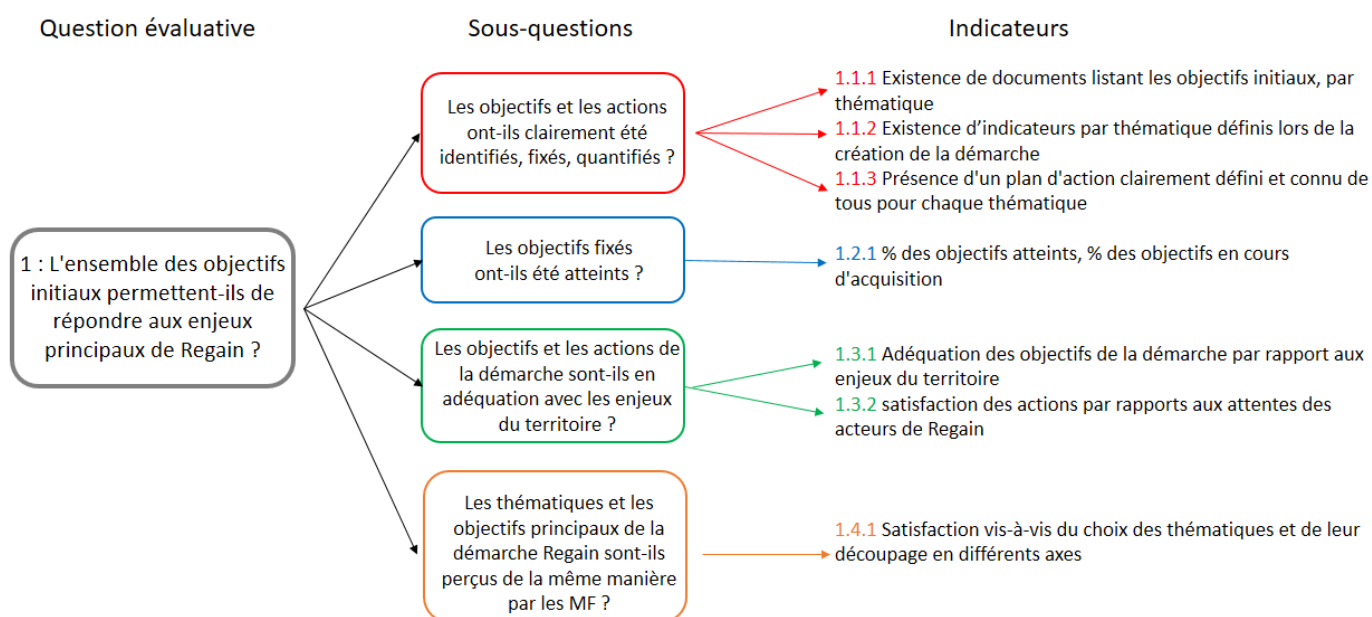 Question évaluative
Sous-questions
Indicateurs
1 : L'ensemble des objectifs
initiaux permettent-ils de
répondre aux enjeux
principaux de Regain ?
Les objectifs et les actions
ont-ils clairement été
identifiés, fixés, quantifiés ?
1.1.1 Existence de documents listant les objectifs initiaux, par
thématique
1.1.2 Existence d’indicateurs par thématique définis lors de la
création de la démarche
1.1.3 Présence d'un plan d'action clairement défini et connu de
tous pour chaque thématique
Les objectifs fixés
ont-ils été atteints ?
1.2.1 % des objectifs atteints, % des objectifs en cours
d'acquisition
Les objectifs et les actions de
la démarche sont-ils en
adéquation avec les enjeux
du territoire ?
1.3.1 Adéquation des objectifs de la démarche par rapport aux
enjeux du territoire
1.3.2 satisfaction des actions par rapports aux attentes des
acteurs de Regain
Les thématiques et les
objectifs principaux de la
démarche Regain sont-ils
perçus de la même manière
par les MF ?
1.4.1 Satisfaction vis-à-vis du choix des thématiques et de leur
découpage en différents axes